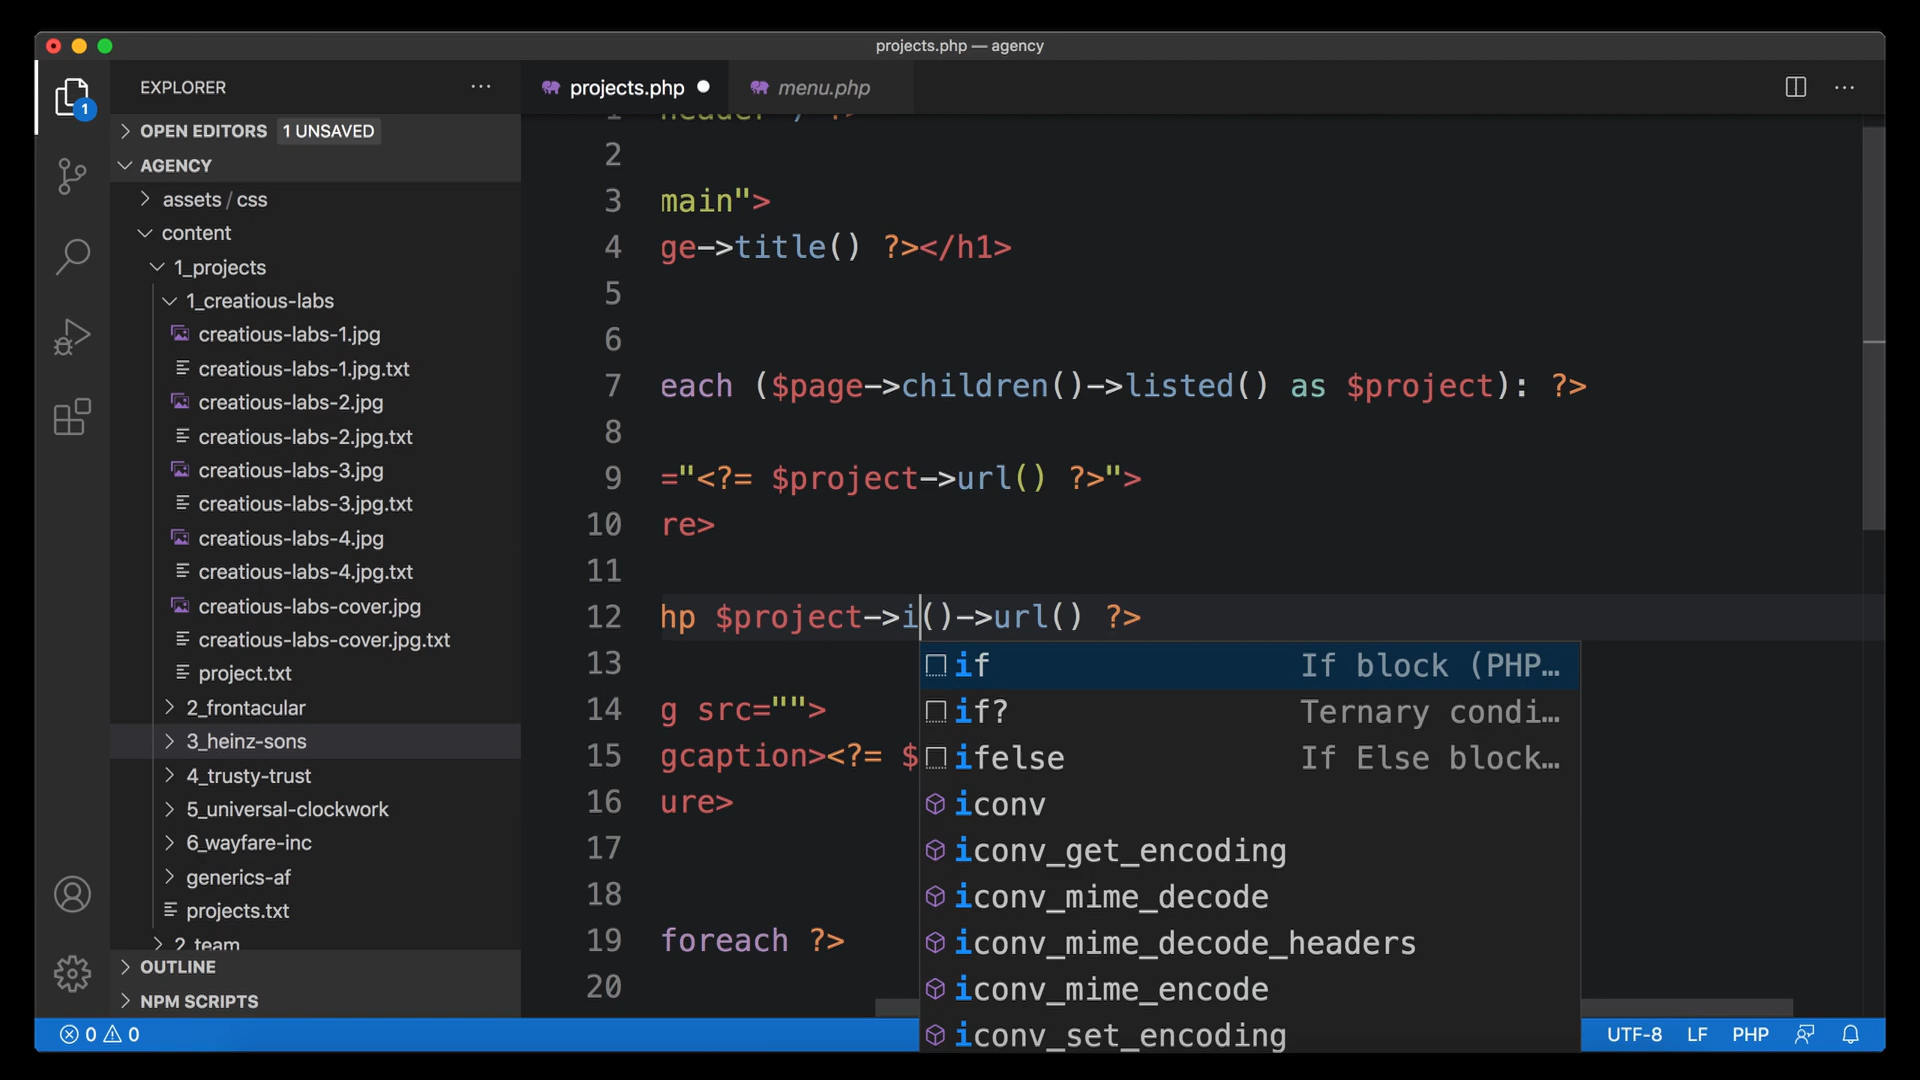 projects.php — agency
EXPLORER
projects.php
menu.php
1
OPEN EDITORS 1 UNSAVED
AGENCY
assets / css
content
1_projects
1_creatious-labs
creatious-labs-1.jpg
creatious-labs-1.jpg.txt
creatious-labs-2.jpg
creatious-labs-2.jpg.txt
creatious-labs-3.jpg
creatious-labs-3.jpg.txt
creatious-labs-4.jpg
creatious-labs-4.jpg.txt
creatious-labs-cover.jpg
creatious-labs-cover.jpg.txt
project.txt
2_frontacular
3_heinz-sons
4_trusty-trust
5_universal-clockwork
6_wayfare-inc
generics-af
projects.txt
2_team
OUTLINE
NPM SCRIPTS
1 header') ?>
2
3 main">
4 ge->title() ?></h1>
5
6
7 each ($page->children()->listed() as $project): ?>
8
9 ="<?= $project->url() ?>">
10 re>
11
12 hp $project->i()->url() ?>
13
14 g src="">
15 gcaption><?= $
16 ure>
17
18
19 foreach ?>
20
if If block (PHP…
if? Ternary condi…
ifelse If Else block…
iconv
iconv_get_encoding
iconv_mime_decode
iconv_mime_decode_headers
iconv_mime_encode
iconv_set_encoding
0 0
UTF-8 LF PHP